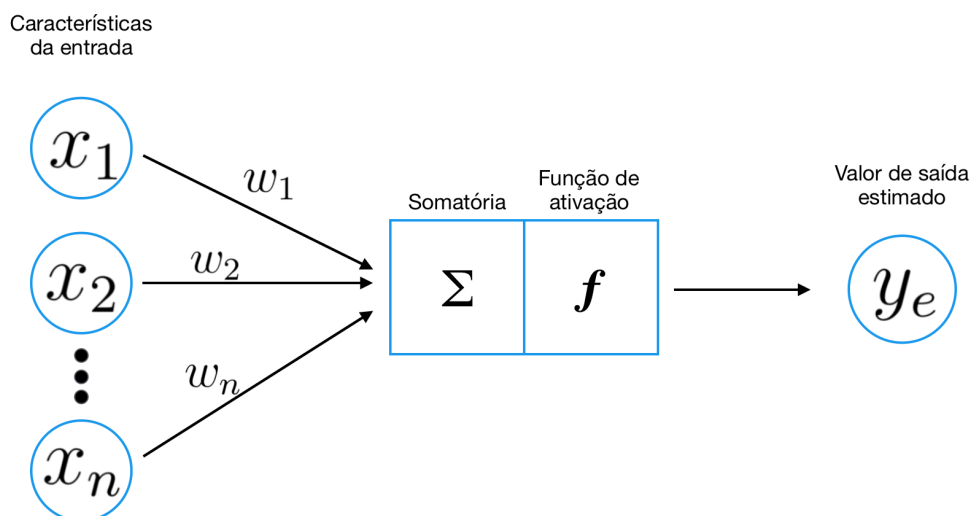 Características
da entrada
x₁
w₁
x₂
w₂
xₙ
wₙ
Somatória
Σ
Função de
ativação
f
Valor de saída
estimado
yₑ